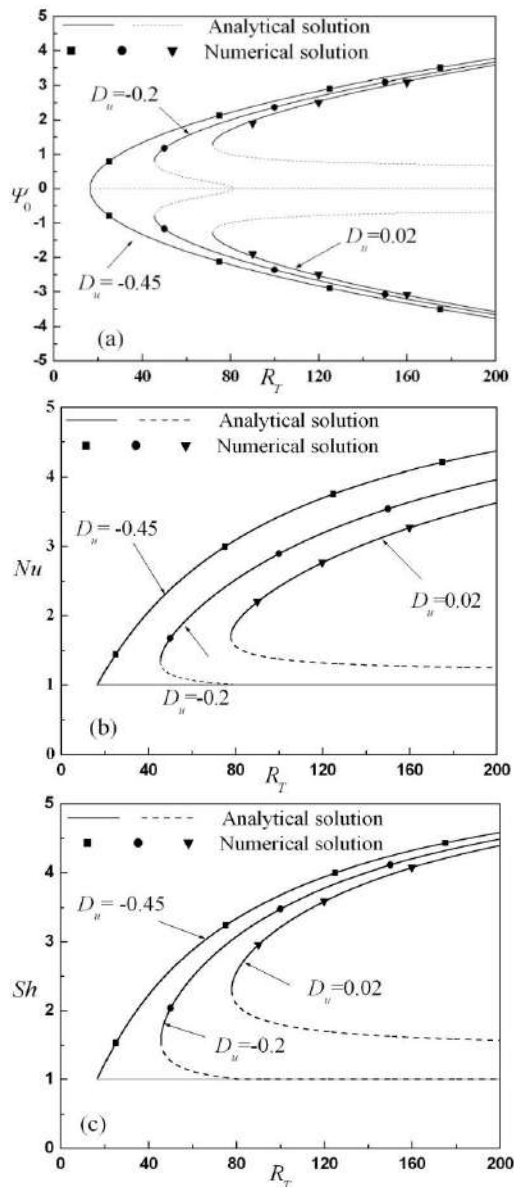 5
4
3
2
1
0
-1
-2
-3
-4
-5
Ψ₀
Analytical solution
Numerical solution
D_u=-0.2
D_u=0.02
D_u=-0.45
(a)
0 40 80 120 160 200
R_T
5
4
3
2
1
0
Nu
Analytical solution
Numerical solution
D_u=-0.45
D_u=0.02
D_u=-0.2
(b)
0 40 80 120 160 200
R_T
5
4
3
2
1
0
Sh
Analytical solution
Numerical solution
D_u=-0.45
D_u=0.02
D_u=-0.2
(c)
0 40 80 120 160 200
R_T